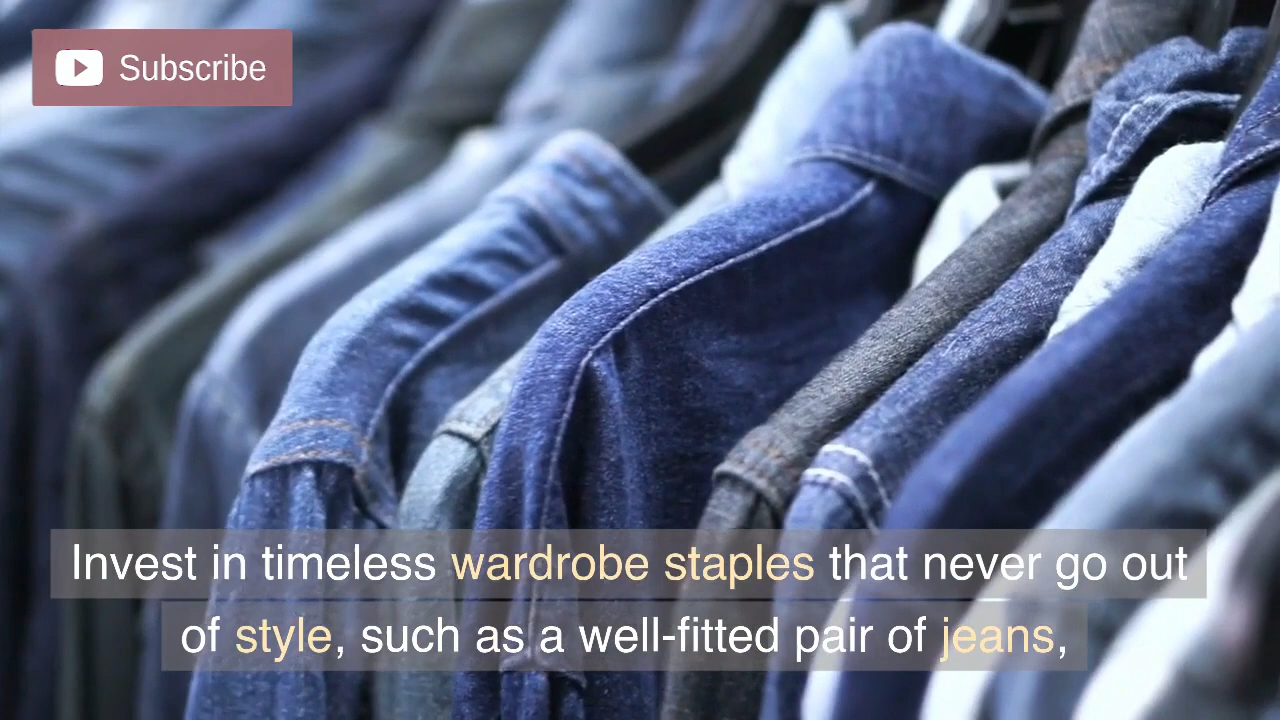 Subscribe
Invest in timeless wardrobe staples that never go out
of style, such as a well-fitted pair of jeans,